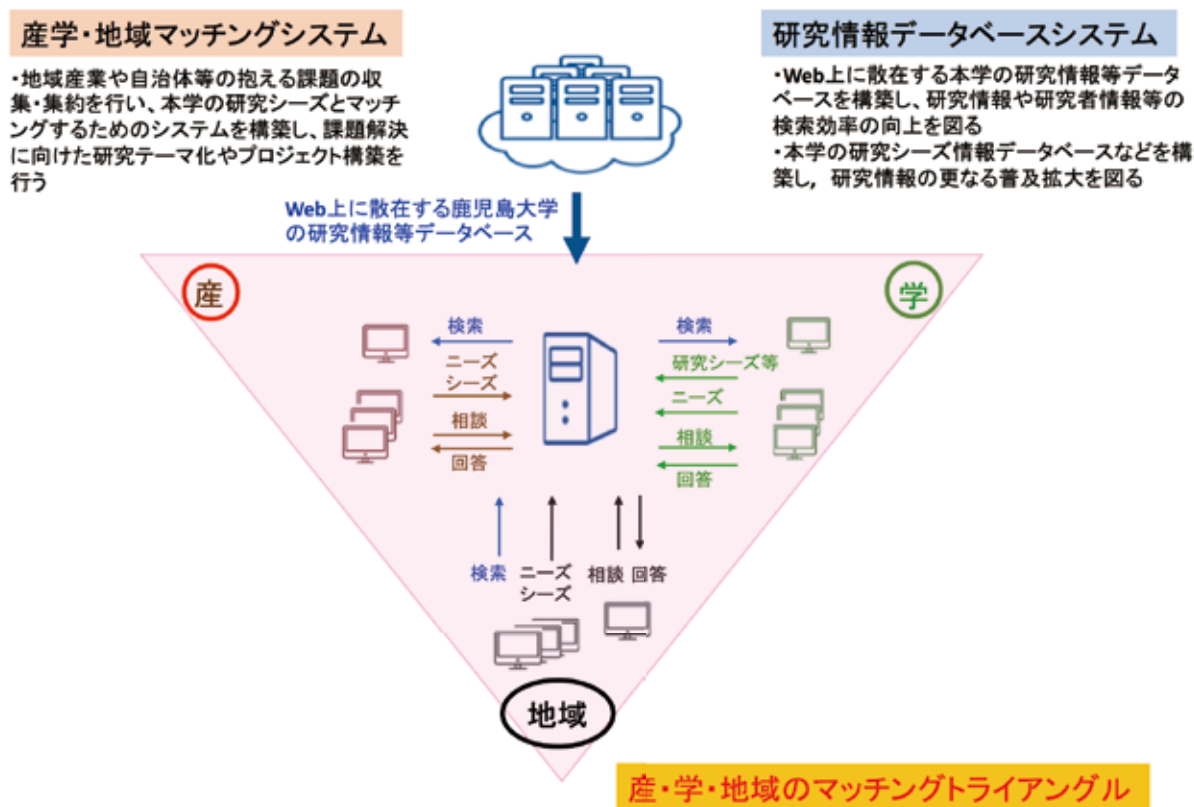 産学・地域マッチングシステム
・地域産業や自治体等の抱える課題の収
集・集約を行い、本学の研究シーズとマッチ
ングするためのシステムを構築し、課題解決
に向けた研究テーマ化やプロジェクト構築を
行う
研究情報データベースシステム
・Web上に散在する本学の研究情報等データ
ベースを構築し、研究情報や研究者情報等の
検索効率の向上を図る
・本学の研究シーズ情報データベースなどを構
築し, 研究情報の更なる普及拡大を図る
Web上に散在する鹿児島大学
の研究情報等データベース
産
学
検索
ニーズ
シーズ
相談
回答
検索
研究シーズ等
ニーズ
相談
回答
検索
ニーズ
シーズ
相談 回答
地域
産・学・地域のマッチングトライアングル